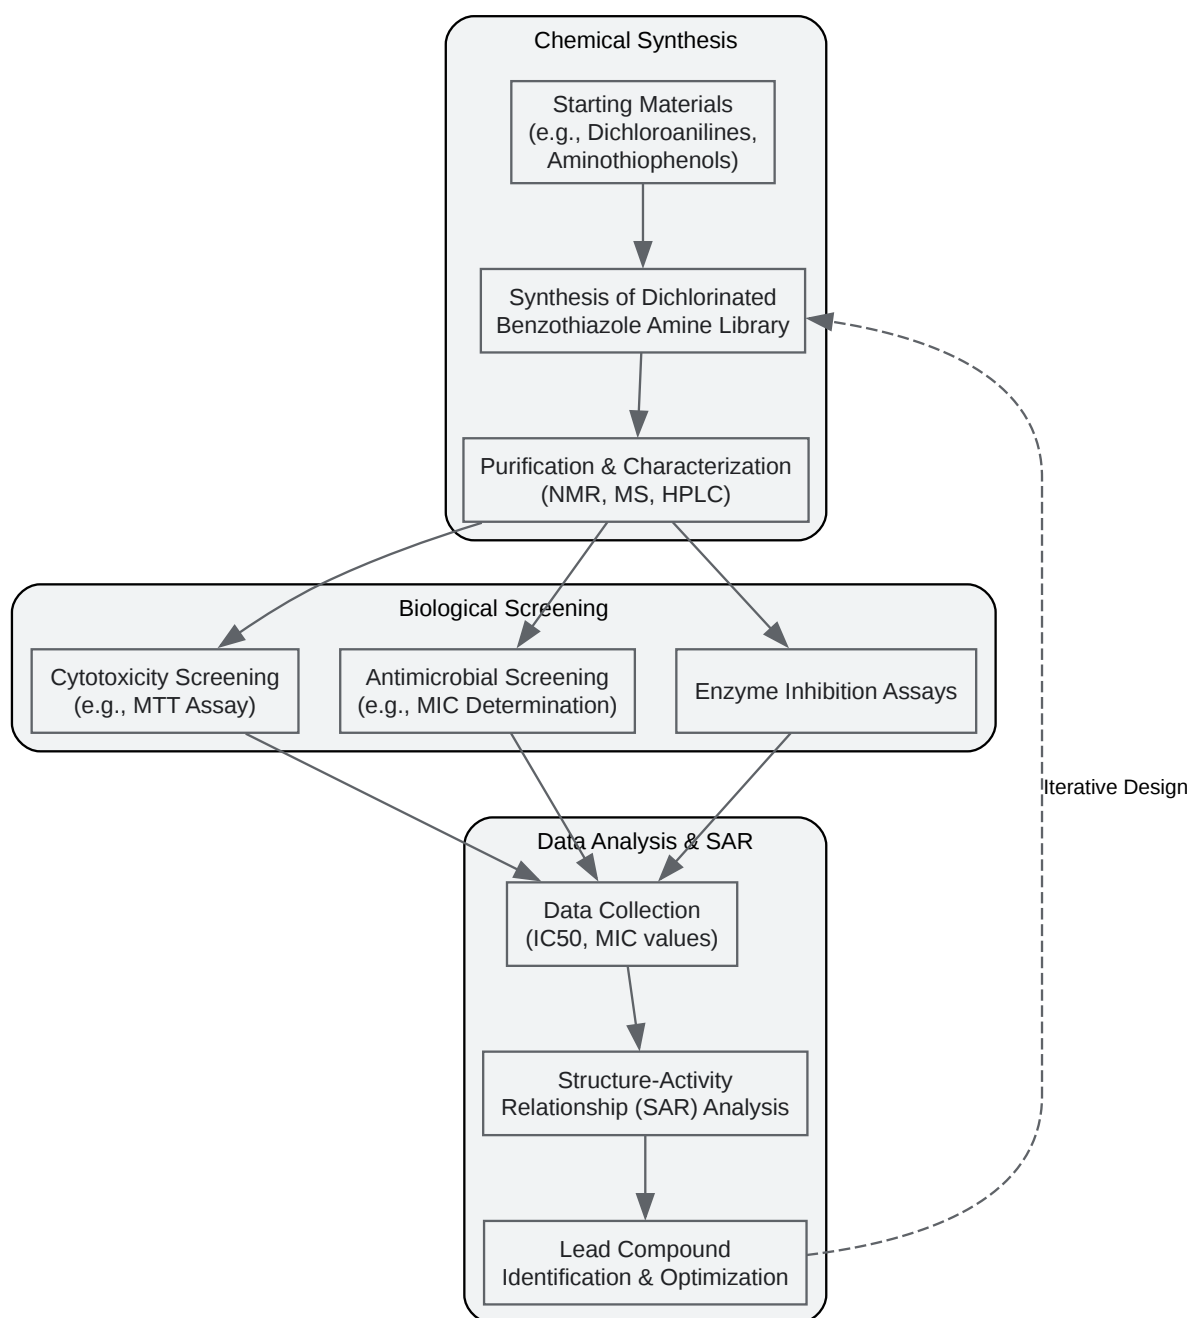 Chemical Synthesis
Starting Materials
(e.g., Dichloroanilines,
Aminothiophenols)
Synthesis of Dichlorinated
Benzothiazole Amine Library
Purification & Characterization
(NMR, MS, HPLC)
Biological Screening
Cytotoxicity Screening
(e.g., MTT Assay)
Antimicrobial Screening
(e.g., MIC Determination)
Enzyme Inhibition Assays
Iterative Design
Data Analysis & SAR
Data Collection
(IC50, MIC values)
Structure-Activity
Relationship (SAR) Analysis
Lead Compound
Identification & Optimization